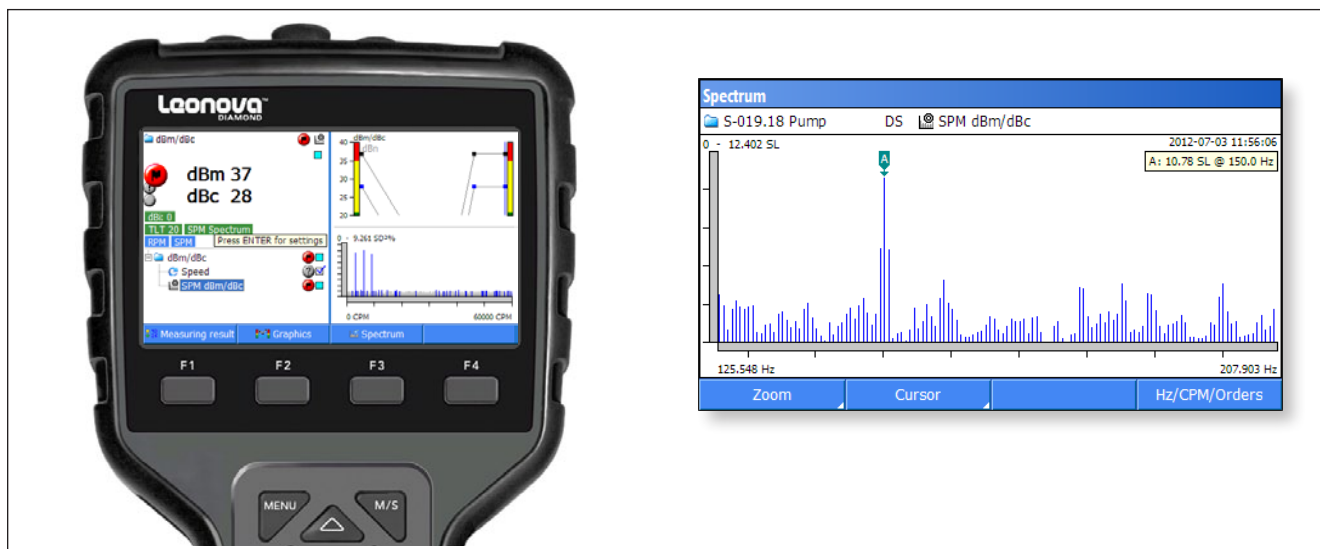 Leonova™
DIAMOND
dBm/dBc
dBm 37
dBc 28
dBi 0
TLT 20 SPM Spectrum
RPM SPM Press ENTER for settings
dBm/dBc
Speed
SPM dBm/dBc
dBm/dBc
dBn
40
35
30
25
20
0 - 9.261 SD%
0 CPM 60000 CPM
Measuring result Graphics Spectrum
F1 F2 F3 F4
MENU M/S
Spectrum
S-019.18 Pump DS SPM dBm/dBc
0 - 12.402 SL 2012-07-03 11:56:06
A
A: 10.78 SL @ 150.0 Hz
125.548 Hz 207.903 Hz
Zoom Cursor Hz/CPM/Orders